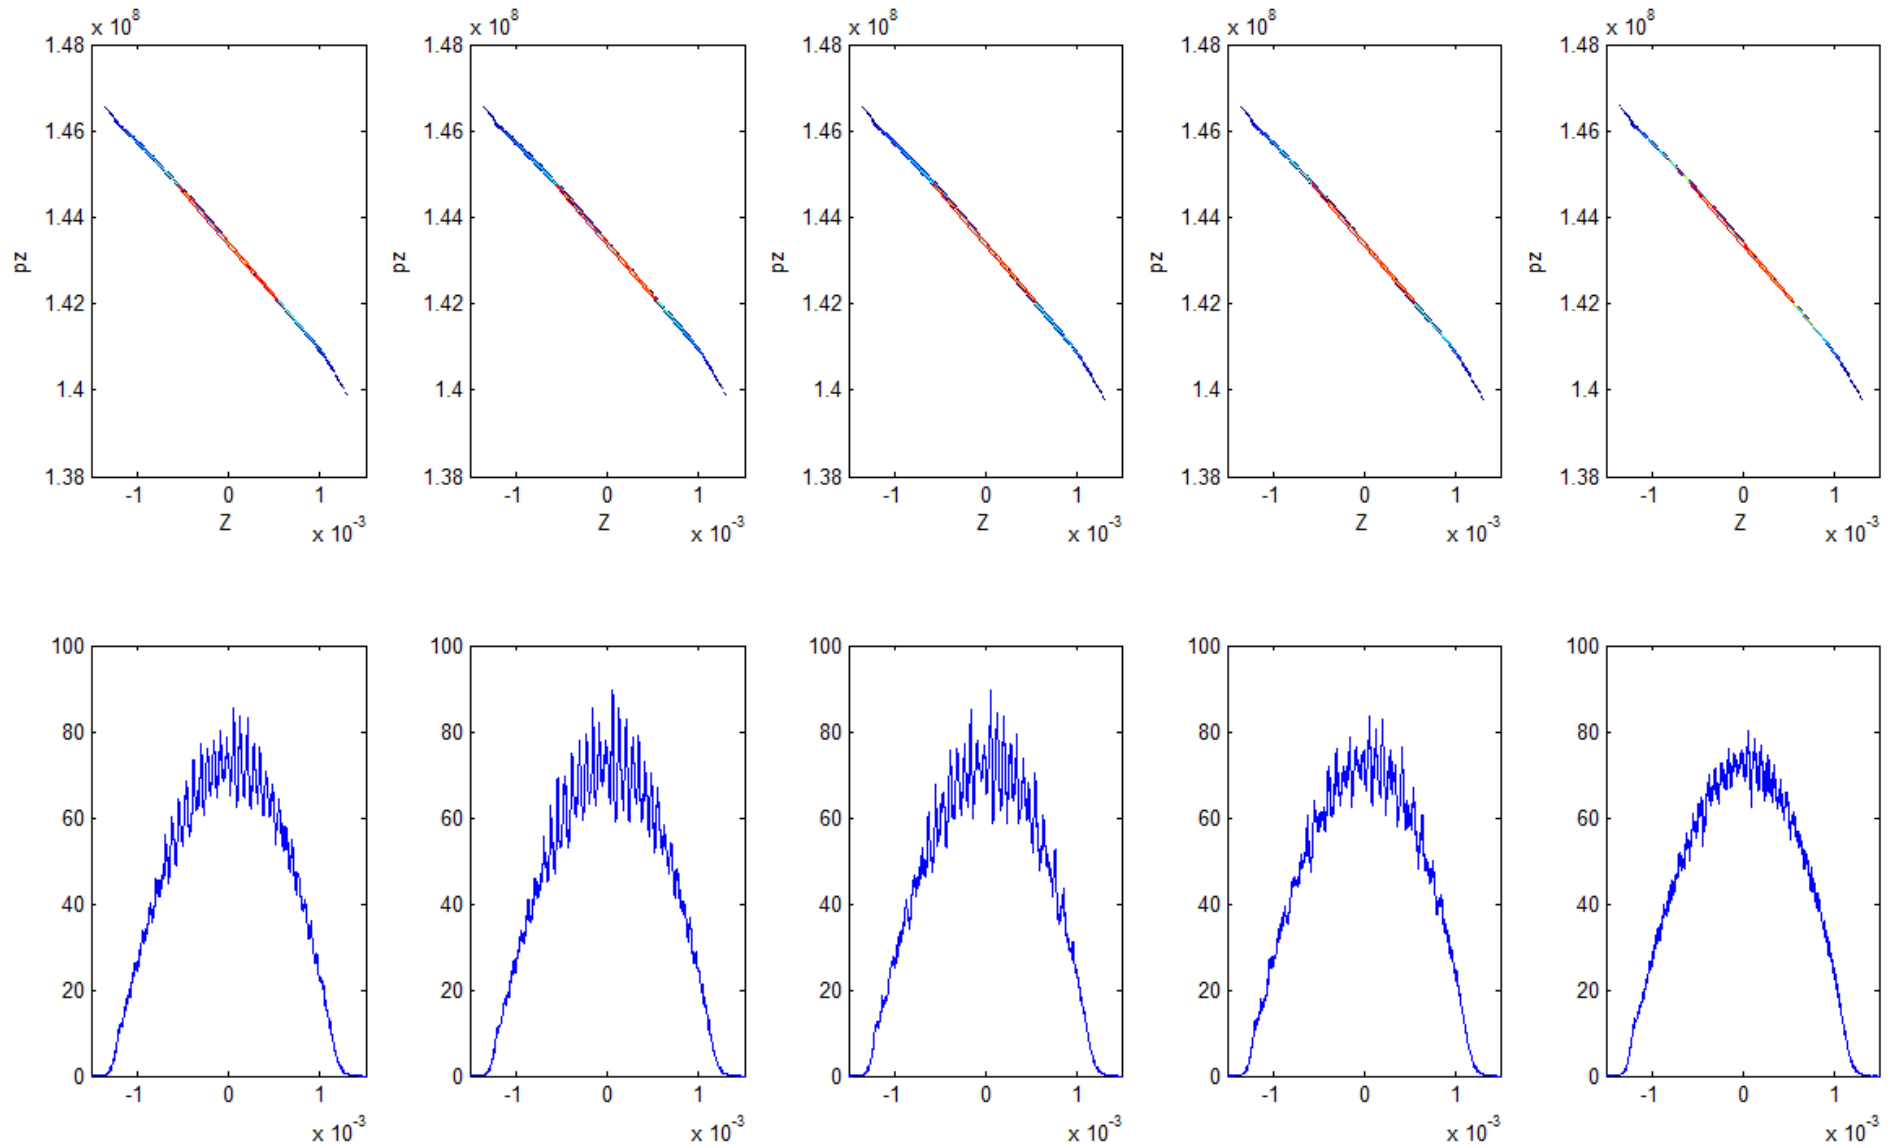 x 10^8 x 10^8 x 10^8 x 10^8 x 10^8
1.48 1.48 1.48 1.48 1.48
1.46 1.46 1.46 1.46 1.46
1.44 1.44 1.44 1.44 1.44
pz pz pz pz pz
1.42 1.42 1.42 1.42 1.42
1.4 1.4 1.4 1.4 1.4
1.38 1.38 1.38 1.38 1.38
-1 0 1 -1 0 1 -1 0 1 -1 0 1 -1 0 1
Z Z Z Z
x 10^-3 x 10^-3 x 10^-3 x 10^-3 x 10^-3
100 100 100 100 100
80 80 80 80 80
60 60 60 60 60
40 40 40 40 40
20 20 20 20 20
0 0 0 0 0
-1 0 1 -1 0 1 -1 0 1 -1 0 1 -1 0 1
x 10^-3 x 10^-3 x 10^-3 x 10^-3 x 10^-3